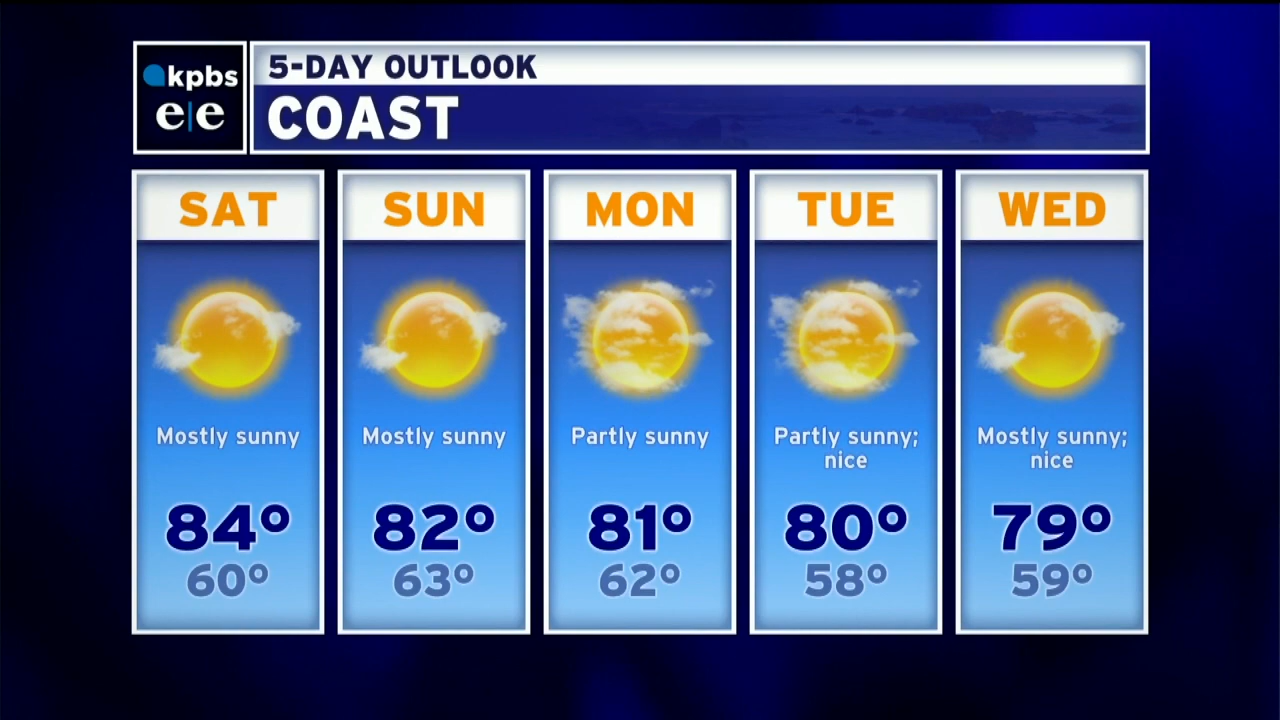 kpbs
e|e
5-DAY OUTLOOK
COAST
SAT
Mostly sunny
84°
60°
SUN
Mostly sunny
82°
63°
MON
Partly sunny
81°
62°
TUE
Partly sunny;
nice
80°
58°
WED
Mostly sunny;
nice
79°
59°